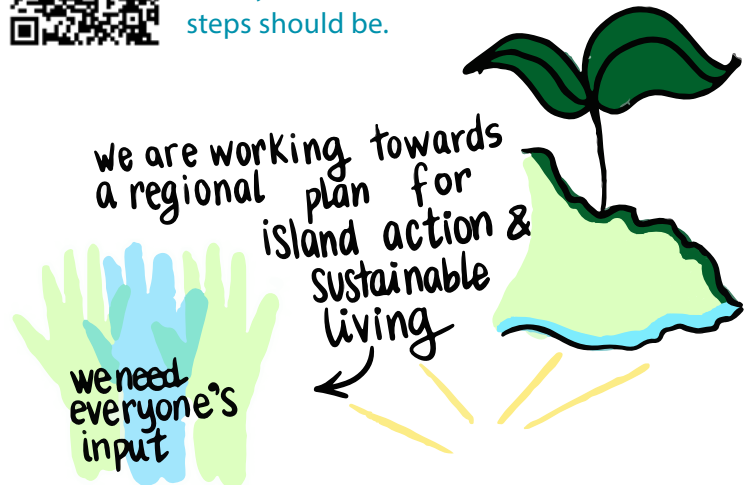 steps should be.
we are working towards
a regional plan for
island action &
sustainable
living
we need
everyone's
input